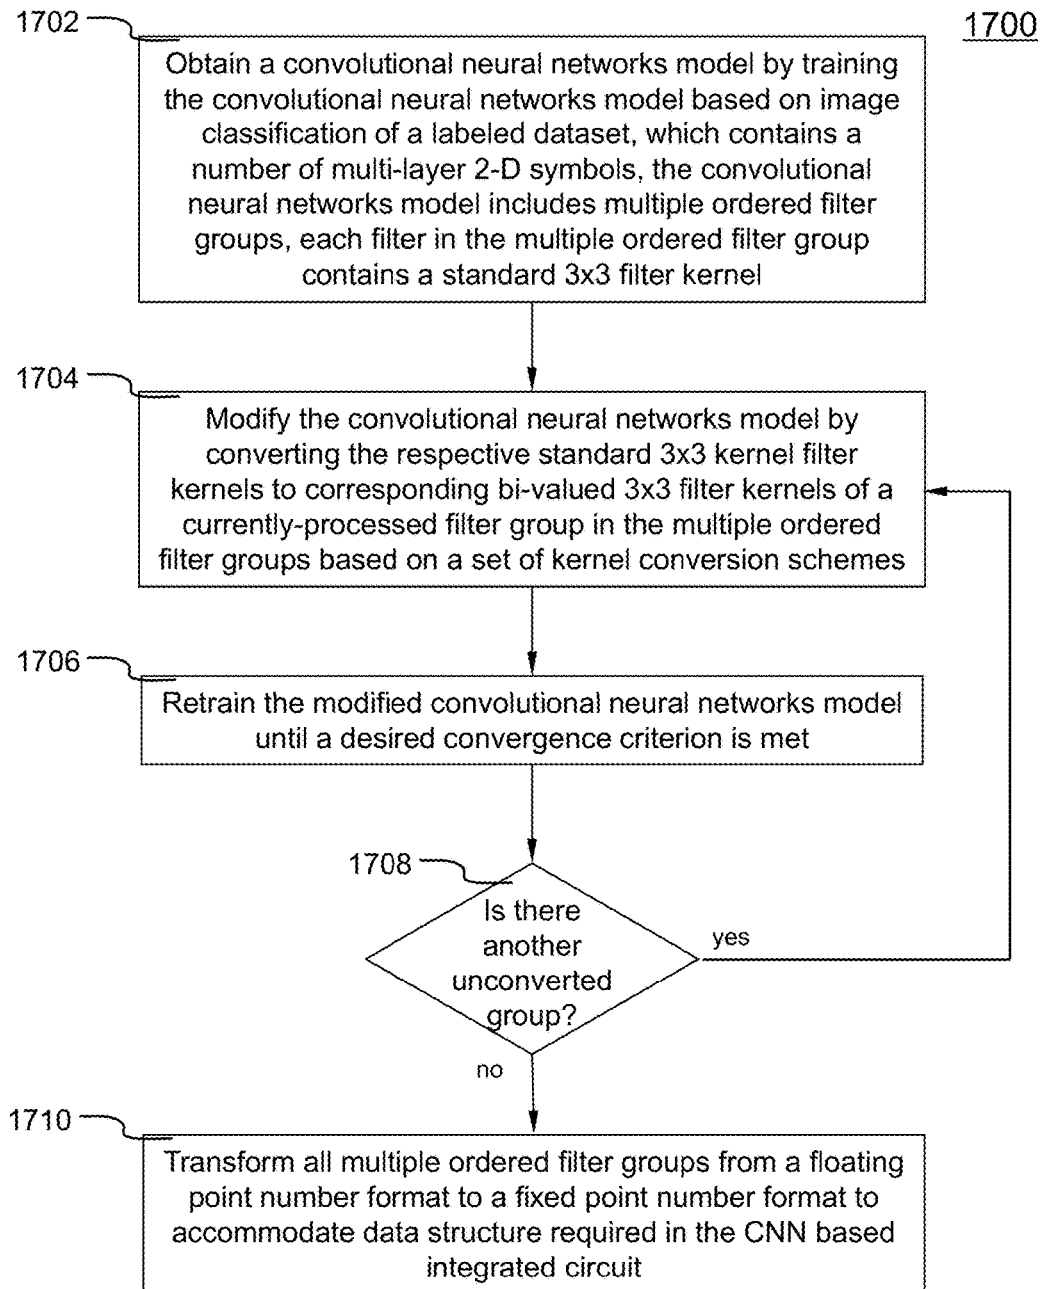 1700
1702
Obtain a convolutional neural networks model by training
the convolutional neural networks model based on image
classification of a labeled dataset, which contains a
number of multi-layer 2-D symbols, the convolutional
neural networks model includes multiple ordered filter
groups, each filter in the multiple ordered filter group
contains a standard 3x3 filter kernel
1704
Modify the convolutional neural networks model by
converting the respective standard 3x3 kernel filter
kernels to corresponding bi-valued 3x3 filter kernels of a
currently-processed filter group in the multiple ordered
filter groups based on a set of kernel conversion schemes
1706
Retrain the modified convolutional neural networks model
until a desired convergence criterion is met
1708
Is there
another
unconverted
group?
yes
no
1710
Transform all multiple ordered filter groups from a floating
point number format to a fixed point number format to
accommodate data structure required in the CNN based
integrated circuit